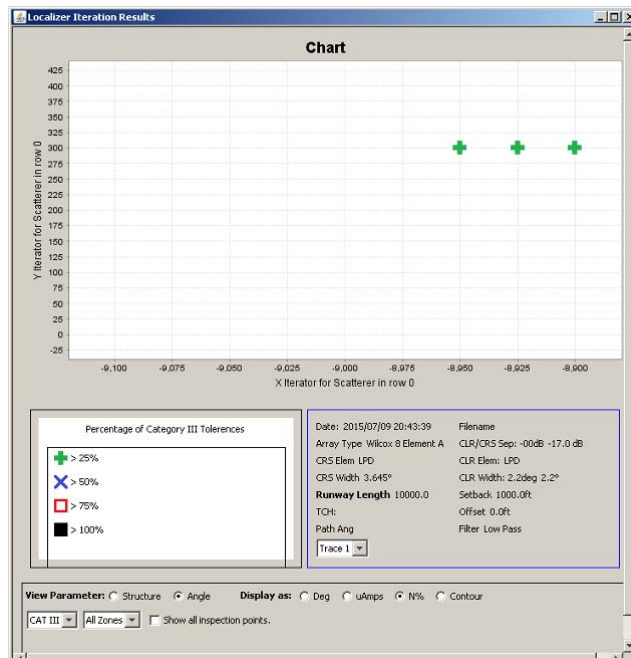 Localizer Iteration Results
Chart
425
400
375
350
325
300
275
250
225
200
175
150
125
100
75
50
25
0
-25
Y Iterator for Scatterer in row 0
-9,100 -9,075 -9,050 -9,025 -9,000 -8,975 -8,950 -8,925 -8,900
X Iterator for Scatterer in row 0
Percentage of Category III Tolerences
> 25%
> 50%
> 75%
> 100%
Date: 2015/07/09 20:43:39 Filename
Array Type Wilcox 8 Element A CLR/CRS Sep: -00dB -17.0 dB
CRS Elem LPD CLR Elem: LPD
CRS Width 3.645° CLR Width: 2.2deg 2.2°
Runway Length 10000.0 Setback 1000.0ft
TCH: Offset 0.0ft
Path Ang Filter Low Pass
Trace 1
View Parameter: Structure Angle Display as: Deg uAmps N% Contour
CAT III All Zones Show all inspection points.